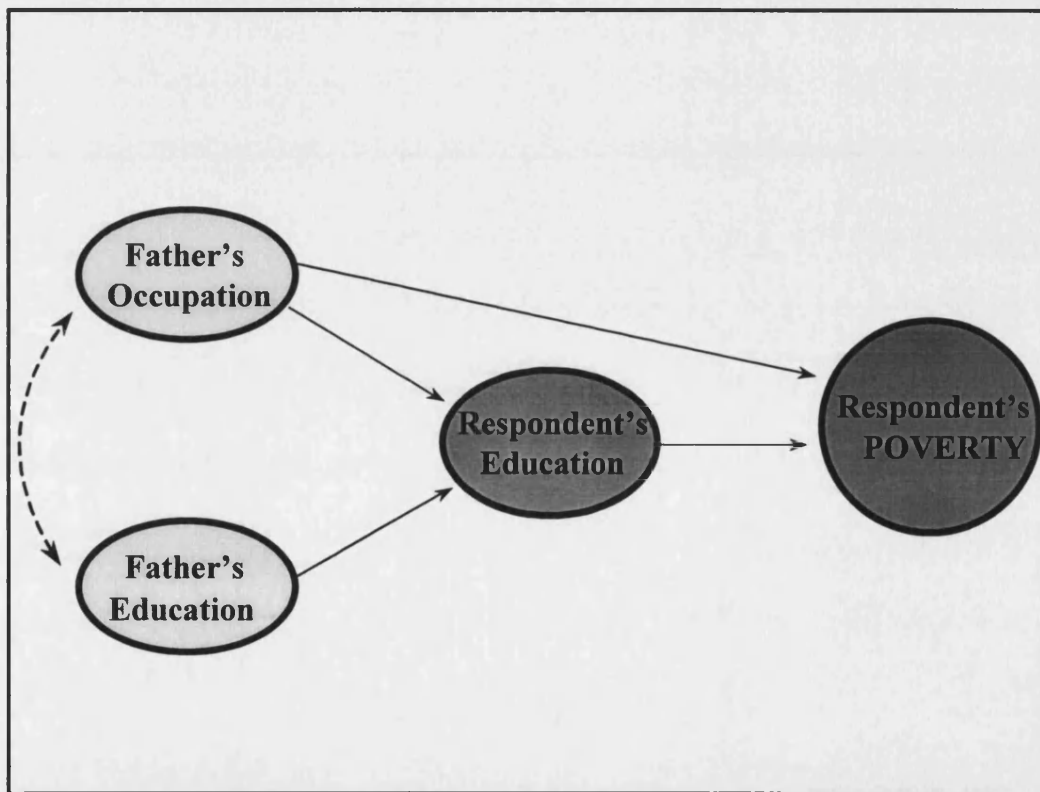 Father's
Occupation
Respondent's
Education
Respondent's
POVERTY
Father's
Education